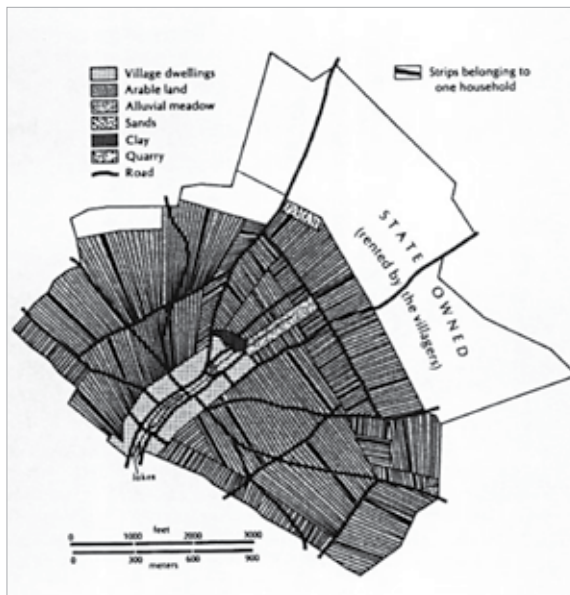 Village dwellings
Arable land
Alluvial meadow
Sands
Clay
Quarry
Road
Strips belonging to
one household
STATE OWNED
(rented by the villagers)
lakes
feet
0 1000 2000 3000
0 300 600 900
meters